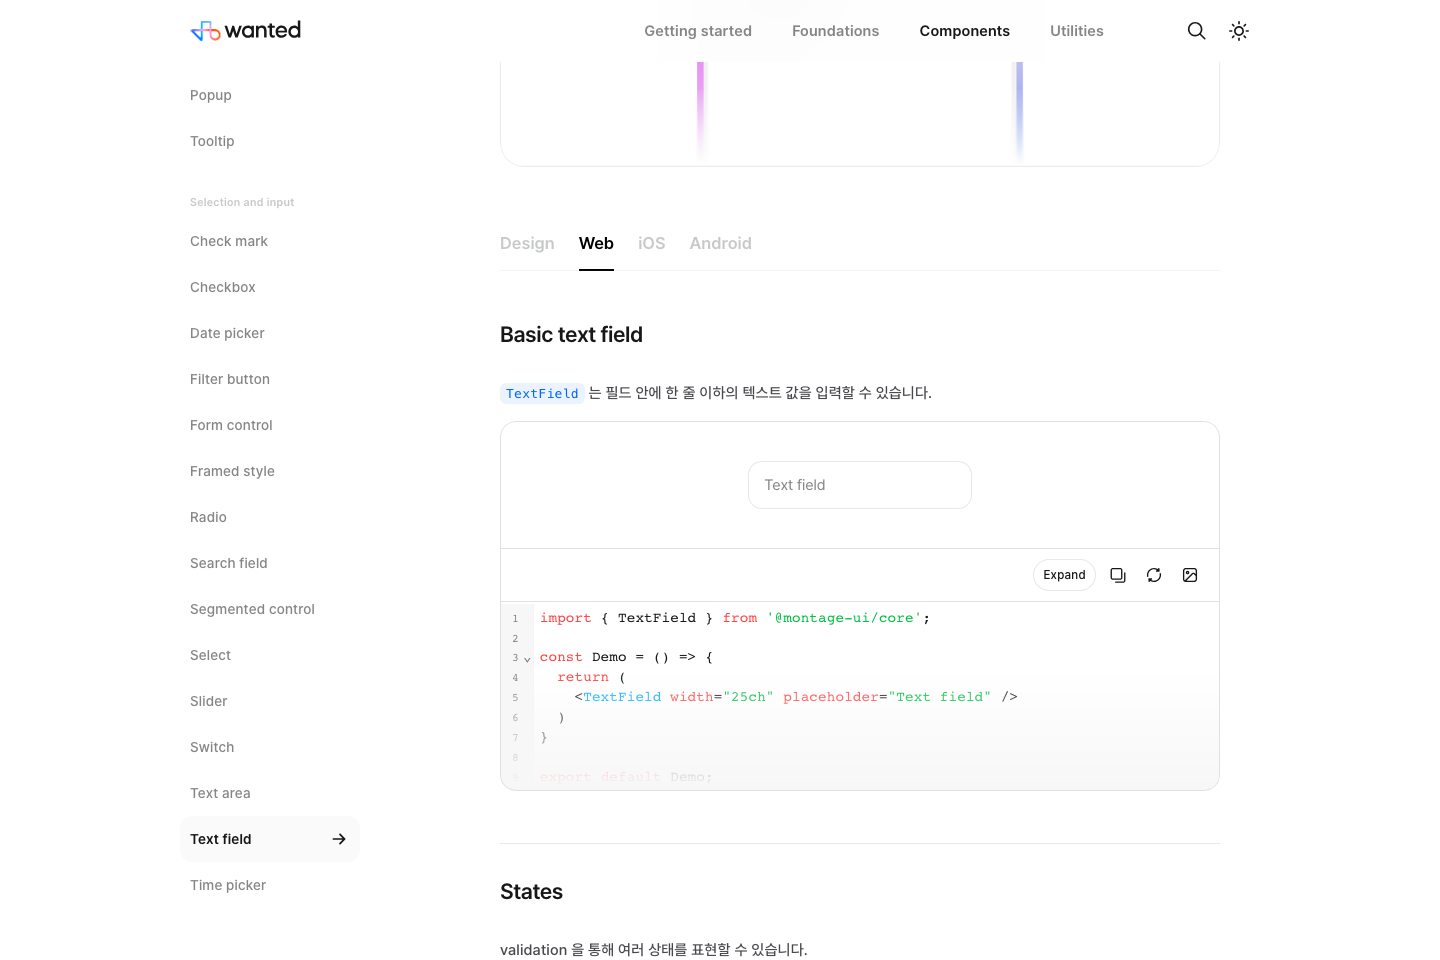 wanted
Getting started
Foundations
Components
Utilities
Popup
Tooltip
Selection and input
Check mark
Checkbox
Date picker
Filter button
Form control
Framed style
Radio
Search field
Segmented control
Select
Slider
Switch
Text area
Text field
Time picker
Design
Web
iOS
Android
Basic text field
TextField 는 필드 안에 한 줄 이하의 텍스트 값을 입력할 수 있습니다.
Text field
Expand
1 import { TextField } from '@montage-ui/core';
2
3 const Demo = () => {
4 return (
5 <TextField width="25ch" placeholder="Text field" />
6 )
7 }
8
9 export default Demo;
States
validation 을 통해 여러 상태를 표현할 수 있습니다.